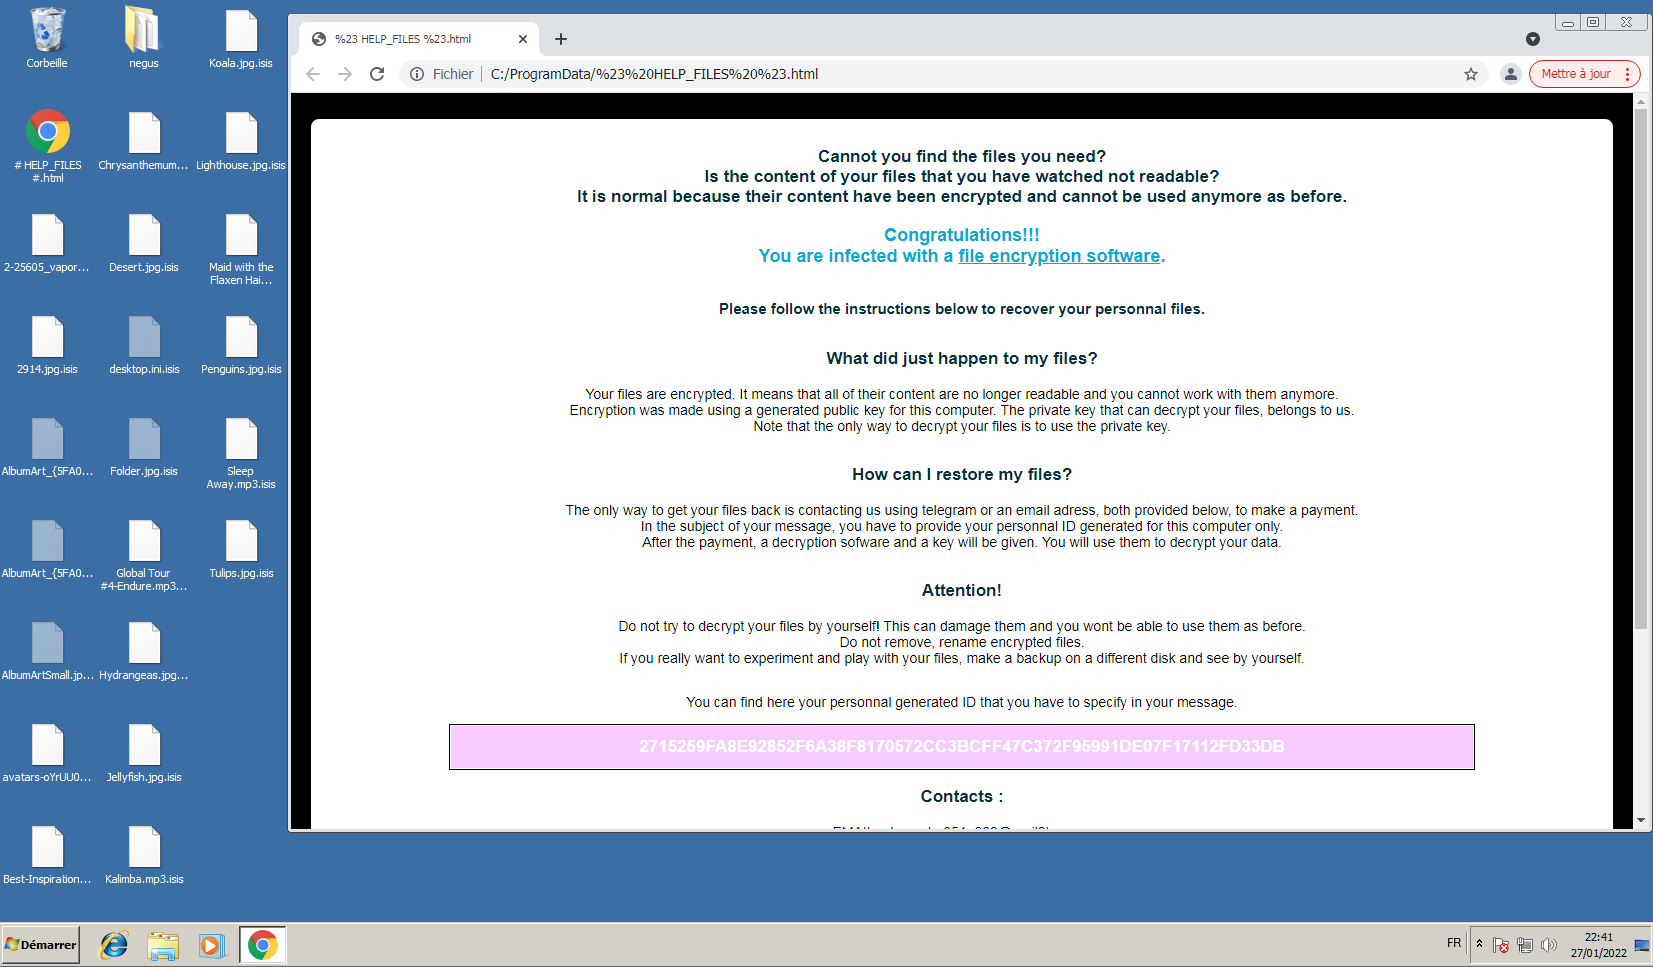 Corbeille
negus
Koala.jpg.isis
# HELP_FILES
#.html
Chrysanthemum...
Lighthouse.jpg.isis
2-25605_vapor...
Desert.jpg.isis
Maid with the
Flaxen Hai...
2914.jpg.isis
desktop.ini.isis
Penguins.jpg.isis
AlbumArt_{5FA0...
Folder.jpg.isis
Sleep
Away.mp3.isis
AlbumArt_{5FA0...
Global Tour
#4-Endure.mp3...
Tulips.jpg.isis
AlbumArtSmall.jp...
Hydrangeas.jpg...
avatars-oYrUU0...
Jellyfish.jpg.isis
Best-Inspiration...
Kalimba.mp3.isis
%23 HELP_FILES %23.html
Fichier
C:/ProgramData/%23%20HELP_FILES%20%23.html
Mettre à jour
Cannot you find the files you need?
Is the content of your files that you have watched not readable?
It is normal because their content have been encrypted and cannot be used anymore as before.
Congratulations!!!
You are infected with a file encryption software.
Please follow the instructions below to recover your personnal files.
What did just happen to my files?
Your files are encrypted. It means that all of their content are no longer readable and you cannot work with them anymore.
Encryption was made using a generated public key for this computer. The private key that can decrypt your files, belongs to us.
Note that the only way to decrypt your files is to use the private key.
How can I restore my files?
The only way to get your files back is contacting us using telegram or an email adress, both provided below, to make a payment.
In the subject of your message, you have to provide your personnal ID generated for this computer only.
After the payment, a decryption sofware and a key will be given. You will use them to decrypt your data.
Attention!
Do not try to decrypt your files by yourself! This can damage them and you wont be able to use them as before.
Do not remove, rename encrypted files.
If you really want to experiment and play with your files, make a backup on a different disk and see by yourself.
You can find here your personnal generated ID that you have to specify in your message.
2715259FA8E92852F6A38F8170572CC3BCFF47C372F95991DE07F17112FD33DB
Contacts :
Démarrer
FR
22:41
27/01/2022